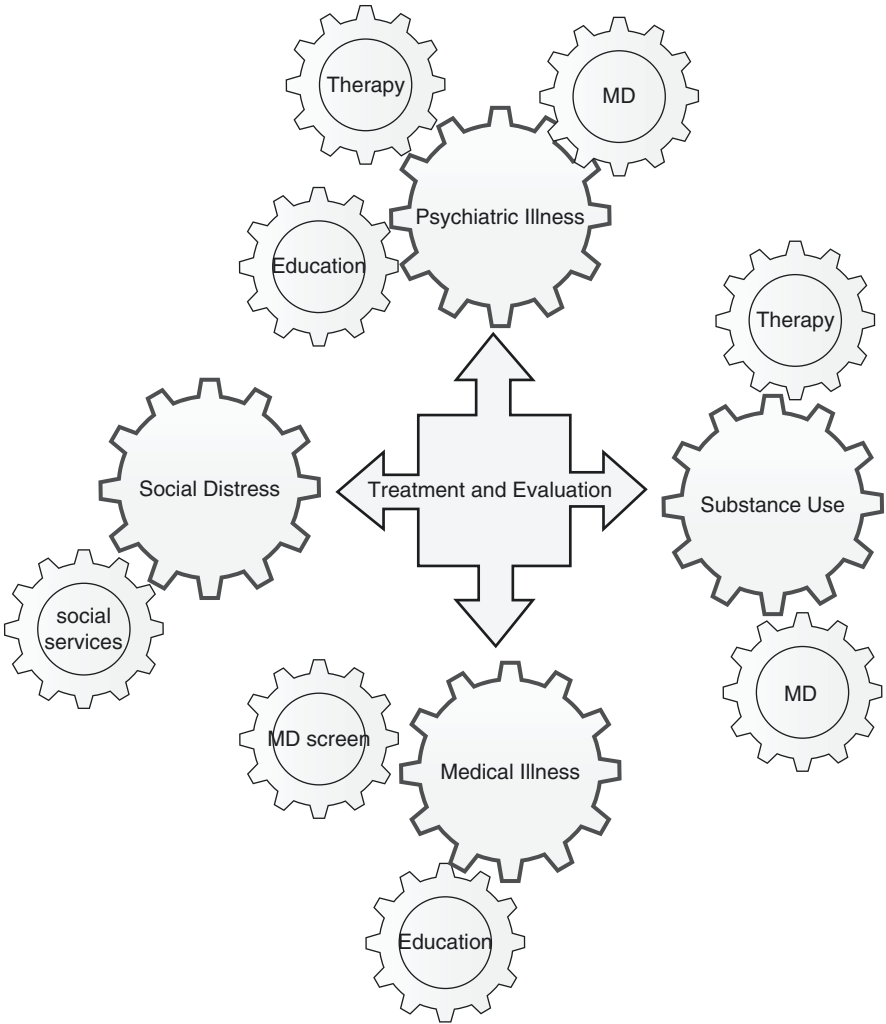 Therapy
MD
Psychiatric Illness
Education
Therapy
Social Distress
Treatment and Evaluation
Substance Use
social
services
MD
MD screen
Medical Illness
Education